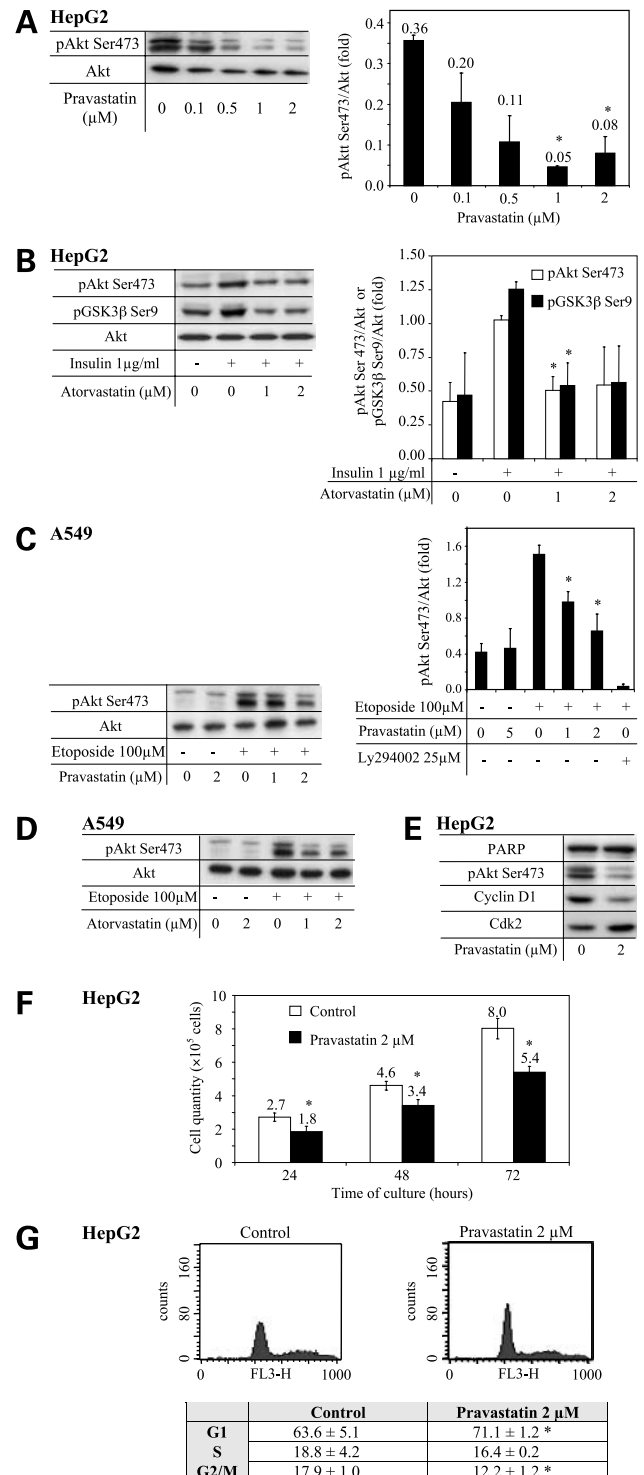 A HepG2
pAkt Ser473
Akt
Pravastatin (µM) 0 0.1 0.5 1 2
pAktt Ser473/Akt (fold)
0.4
0.3
0.2
0.1
0.0
0.36
0.20
0.11
*
0.05
*
0.08
0 0.1 0.5 1 2
Pravastatin (µM)
B HepG2
pAkt Ser473
pGSK3β Ser9
Akt
Insulin 1µg/ml - + + +
Atorvastatin (µM) 0 0 1 2
pAkt Ser 473/Akt or
pGSK3β Ser9/Akt (fold)
1.50
1.25
1.00
0.75
0.50
0.00
pAkt Ser473
pGSK3β Ser9
* *
Insulin 1 µg/ml - + + +
Atorvastatin (µM) 0 0 1 2
C A549
pAkt Ser473
Akt
Etoposide 100µM - - + + +
Pravastatin (µM) 0 2 0 1 2
pAkt Ser473/Akt (fold)
1.6
1.2
0.8
0.4
0.0
*
*
Etoposide 100µM - - + + + +
Pravastatin (µM) 0 5 0 1 2 0
Ly294002 25µM - - - - - +
D A549
pAkt Ser473
Akt
Etoposide 100µM - - + + +
Atorvastatin (µM) 0 2 0 1 2
E HepG2
PARP
pAkt Ser473
Cyclin D1
Cdk2
Pravastatin (µM) 0 2
F HepG2
Cell quantity (×10⁵ cells)
10
8
6
4
2
0
Control
Pravastatin 2 µM
2.7
*
1.8
4.6
*
3.4
8.0
*
5.4
24 48 72
Time of culture (hours)
G HepG2
Control
counts
160
80
0
0 FL3-H 1000
Pravastatin 2 µM
counts
160
80
0
0 FL3-H 1000
Control Pravastatin 2 µM
G1 63.6 ± 5.1 71.1 ± 1.2 *
S 18.8 ± 4.2 16.4 ± 0.2
G2/M 17.9 ± 1.0 12.2 ± 1.2 *